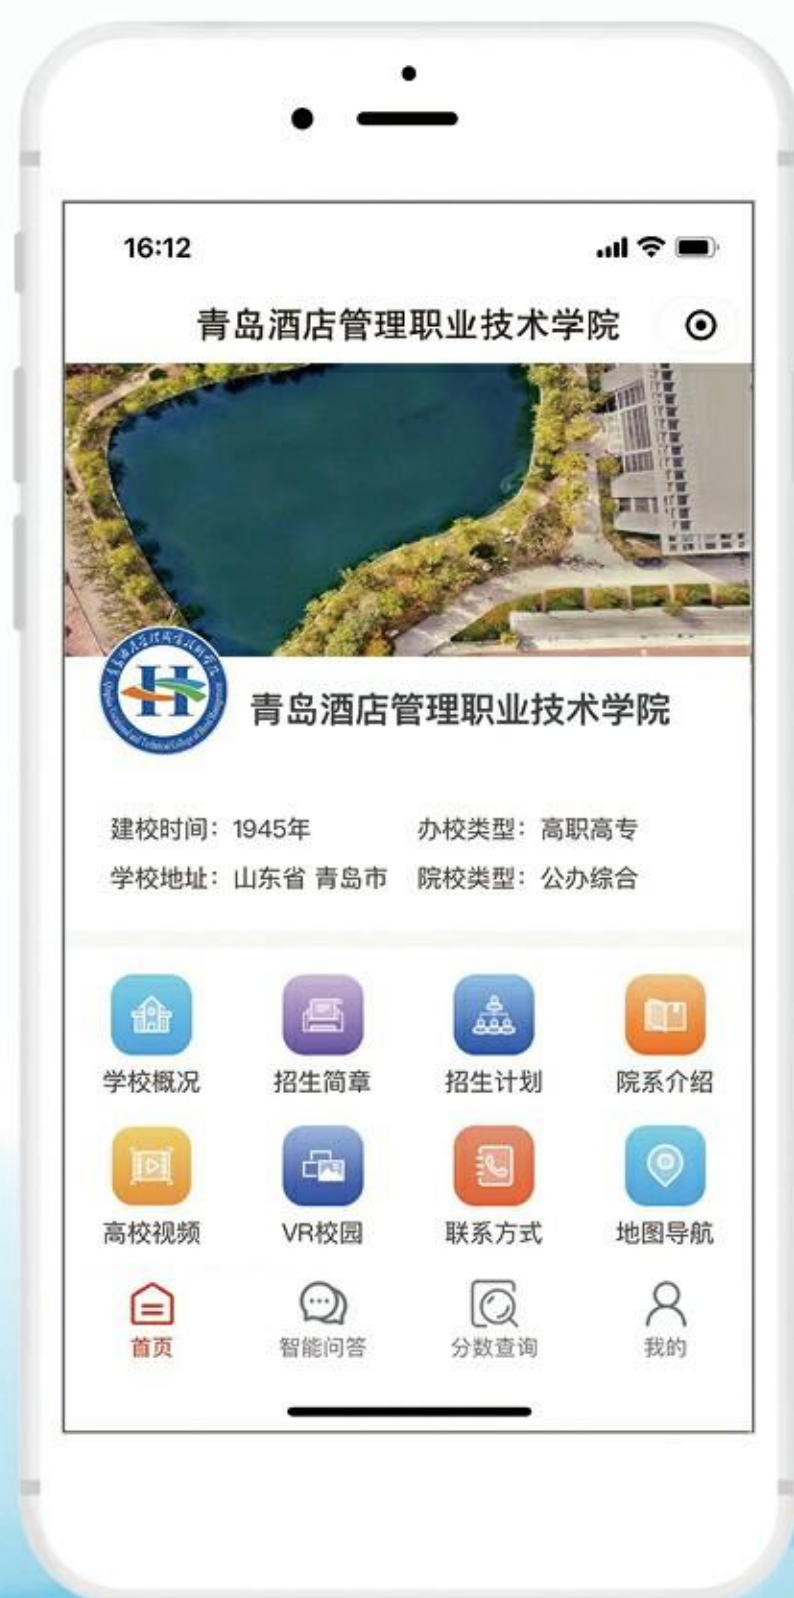 16:12
青岛酒店管理职业技术学院
青岛酒店管理职业技术学院
建校时间：1945年 办校类型：高职高专
学校地址：山东省 青岛市 院校类型：公办综合
学校概况 招生简章 招生计划 院系介绍
高校视频 VR校园 联系方式 地图导航
首页 智能问答 分数查询 我的